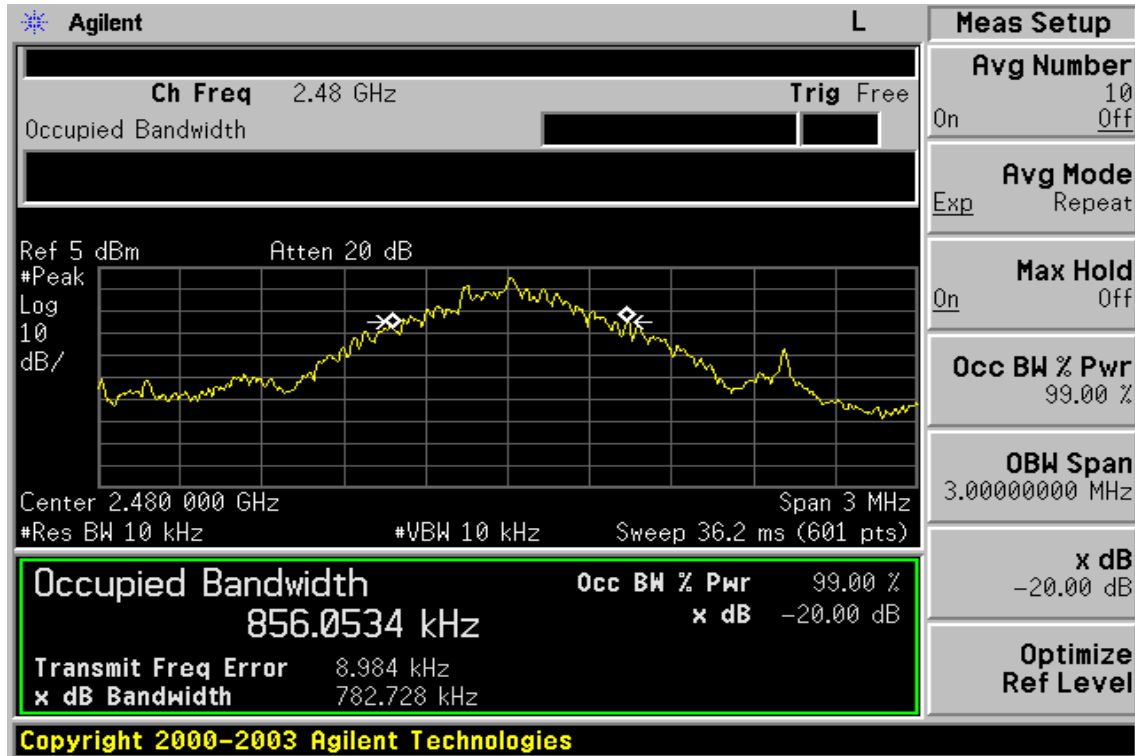 Agilent L Meas Setup
Ch Freq 2.48 GHz Trig Free
Occupied Bandwidth
Avg Number
10
On Off
Avg Mode
Exp Repeat
Max Hold
On Off
Occ BW % Pwr
99.00 %
OBW Span
3.00000000 MHz
x dB
-20.00 dB
Optimize
Ref Level
Ref 5 dBm Atten 20 dB
#Peak
Log
10
dB/
Center 2.480 000 GHz Span 3 MHz
#Res BW 10 kHz #VBW 10 kHz Sweep 36.2 ms (601 pts)
Occupied Bandwidth Occ BW % Pwr 99.00 %
856.0534 kHz x dB -20.00 dB
Transmit Freq Error 8.984 kHz
x dB Bandwidth 782.728 kHz
Copyright 2000-2003 Agilent Technologies